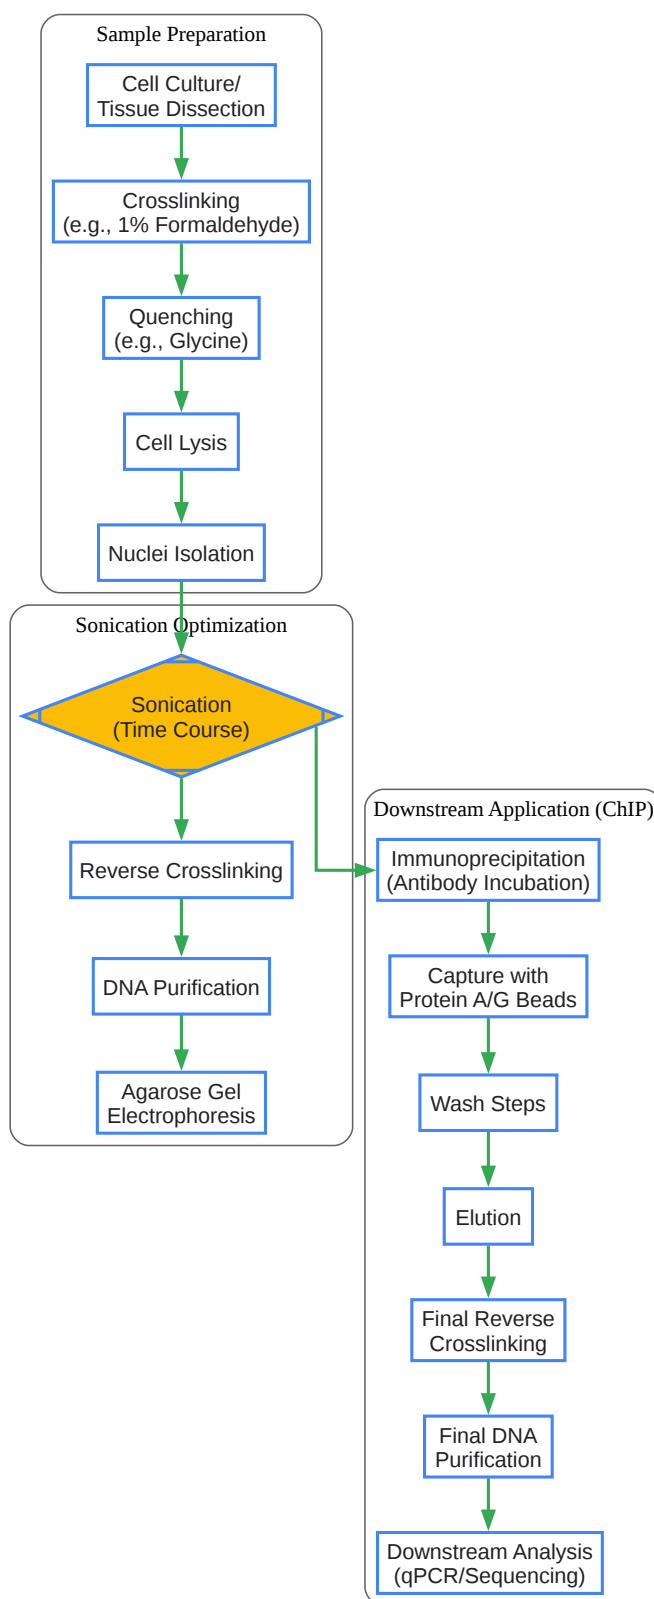 Sample Preparation
Cell Culture/
Tissue Dissection
Crosslinking
(e.g., 1% Formaldehyde)
Quenching
(e.g., Glycine)
Cell Lysis
Nuclei Isolation
Sonication Optimization
Sonication
(Time Course)
Reverse Crosslinking
DNA Purification
Agarose Gel
Electrophoresis
Downstream Application (ChIP)
Immunoprecipitation
(Antibody Incubation)
Capture with
Protein A/G Beads
Wash Steps
Elution
Final Reverse
Crosslinking
Final DNA
Purification
Downstream Analysis
(qPCR/Sequencing)